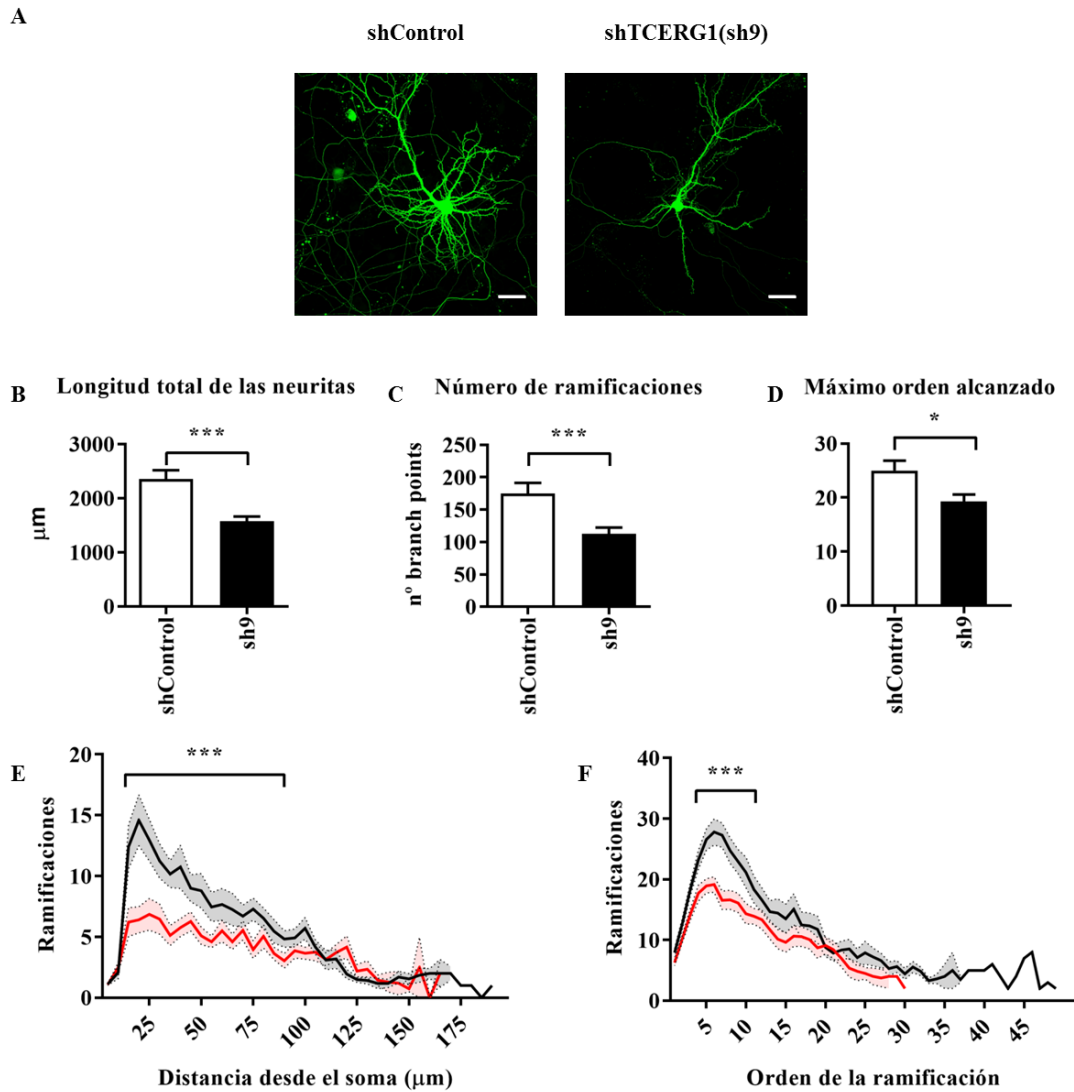 A
shControl
shTCERG1(sh9)
B
Longitud total de las neuritas
***
3000
2000
1000
0
µm
shControl
sh9
C
Número de ramificaciones
***
250
200
150
100
50
0
nº branch points
shControl
sh9
D
Máximo orden alcanzado
*
30
20
10
0
shControl
sh9
E
***
20
15
10
5
0
Ramificaciones
25
50
75
100
125
150
175
Distancia desde el soma (µm)
F
***
40
30
20
10
0
Ramificaciones
5
10
15
20
25
30
35
40
45
Orden de la ramificación